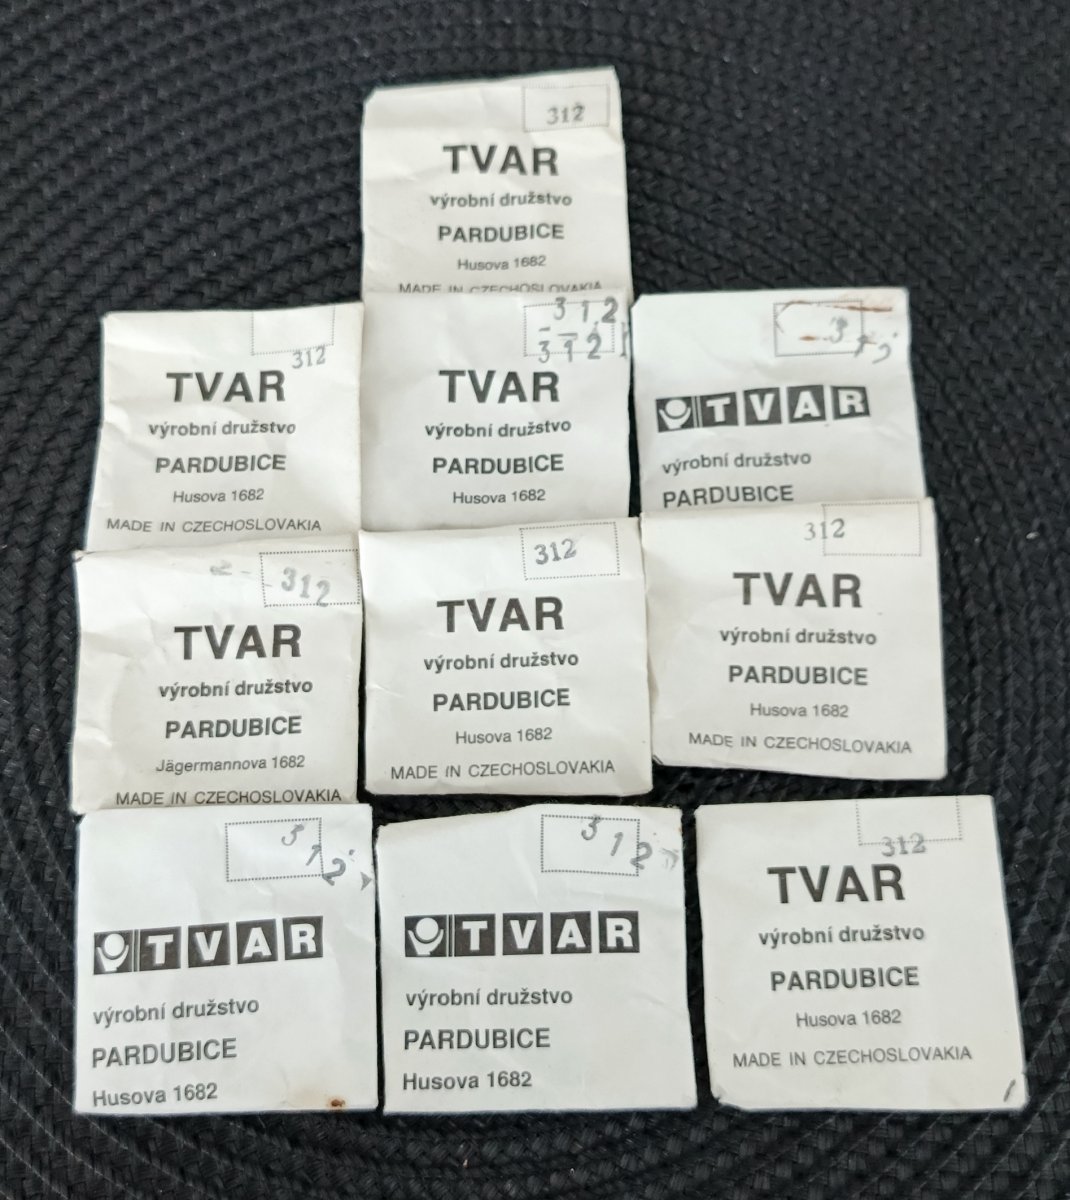 312
TVAR
výrobní družstvo
PARDUBICE
Husova 1682
MADE IN CZECHOSLOVAKIA
312
TVAR
výrobní družstvo
PARDUBICE
Husova 1682
MADE IN CZECHOSLOVAKIA
312
312
TVAR
výrobní družstvo
PARDUBICE
Husova 1682
TVAR
výrobní družstvo
PARDUBICE
312
TVAR
výrobní družstvo
PARDUBICE
Jägermannova 1682
MADE IN CZECHOSLOVAKIA
312
TVAR
výrobní družstvo
PARDUBICE
Husova 1682
MADE IN CZECHOSLOVAKIA
312
TVAR
výrobní družstvo
PARDUBICE
Husova 1682
MADE IN CZECHOSLOVAKIA
312
TVAR
výrobní družstvo
PARDUBICE
Husova 1682
312
TVAR
výrobní družstvo
PARDUBICE
Husova 1682
312
TVAR
výrobní družstvo
PARDUBICE
Husova 1682
MADE IN CZECHOSLOVAKIA